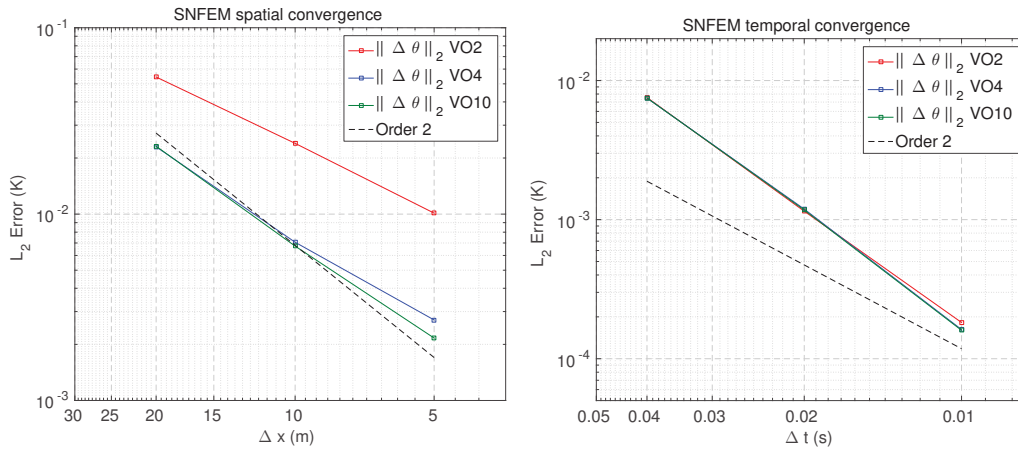 SNFEM spatial convergence
|| Δ θ ||2 VO2
|| Δ θ ||2 VO4
|| Δ θ ||2 VO10
Order 2
L2 Error (K)
10^-1
10^-2
10^-3
30 25 20 15 10 5
Δ x (m)
SNFEM temporal convergence
|| Δ θ ||2 VO2
|| Δ θ ||2 VO4
|| Δ θ ||2 VO10
Order 2
L2 Error (K)
10^-2
10^-3
10^-4
0.05 0.04 0.03 0.02 0.01
Δ t (s)